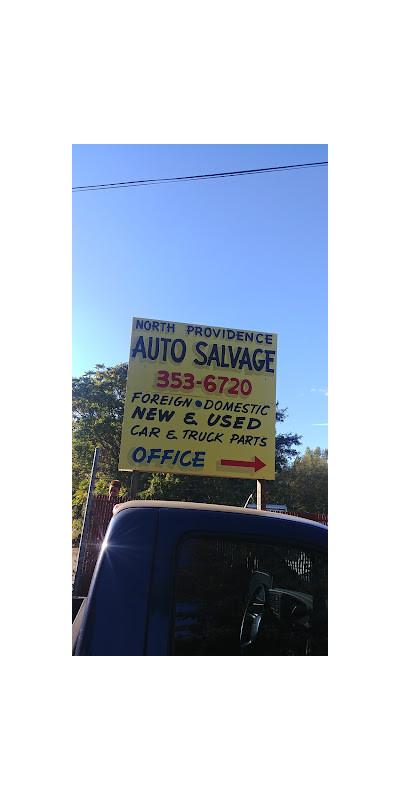 NORTH PROVIDENCE
AUTO SALVAGE
353-6720
FOREIGN • DOMESTIC
NEW & USED
CAR & TRUCK PARTS
OFFICE